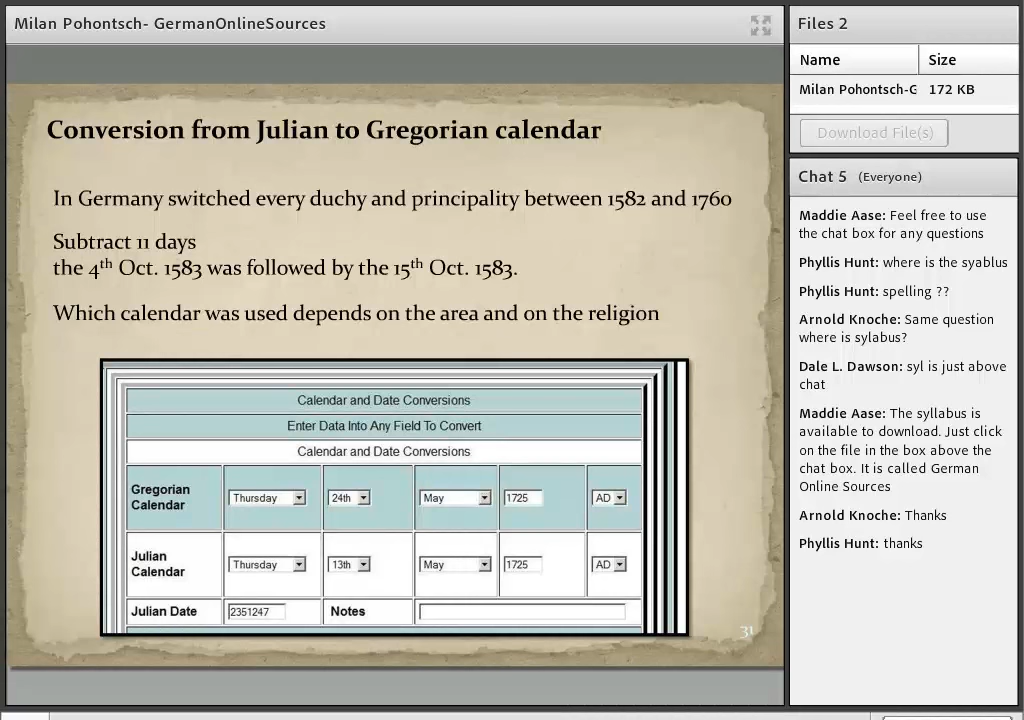 Milan Pohontsch- GermanOnlineSources
Conversion from Julian to Gregorian calendar
In Germany switched every duchy and principality between 1582 and 1760
Subtract 11 days
the 4th Oct. 1583 was followed by the 15th Oct. 1583.
Which calendar was used depends on the area and on the religion
Calendar and Date Conversions
Enter Data Into Any Field To Convert
Calendar and Date Conversions
Gregorian Calendar Thursday 24th May 1725 AD
Julian Calendar Thursday 13th May 1725 AD
Julian Date 2351247 Notes
31
Files 2
Name Size
Milan Pohontsch-G 172 KB
Download File(s)
Chat 5 (Everyone)
Maddie Aase: Feel free to use
the chat box for any questions
Phyllis Hunt: where is the syablus
Phyllis Hunt: spelling ??
Arnold Knoche: Same question
where is sylabus?
Dale L. Dawson: syl is just above
chat
Maddie Aase: The syllabus is
available to download. Just click
on the file in the box above the
chat box. It is called German
Online Sources
Arnold Knoche: Thanks
Phyllis Hunt: thanks